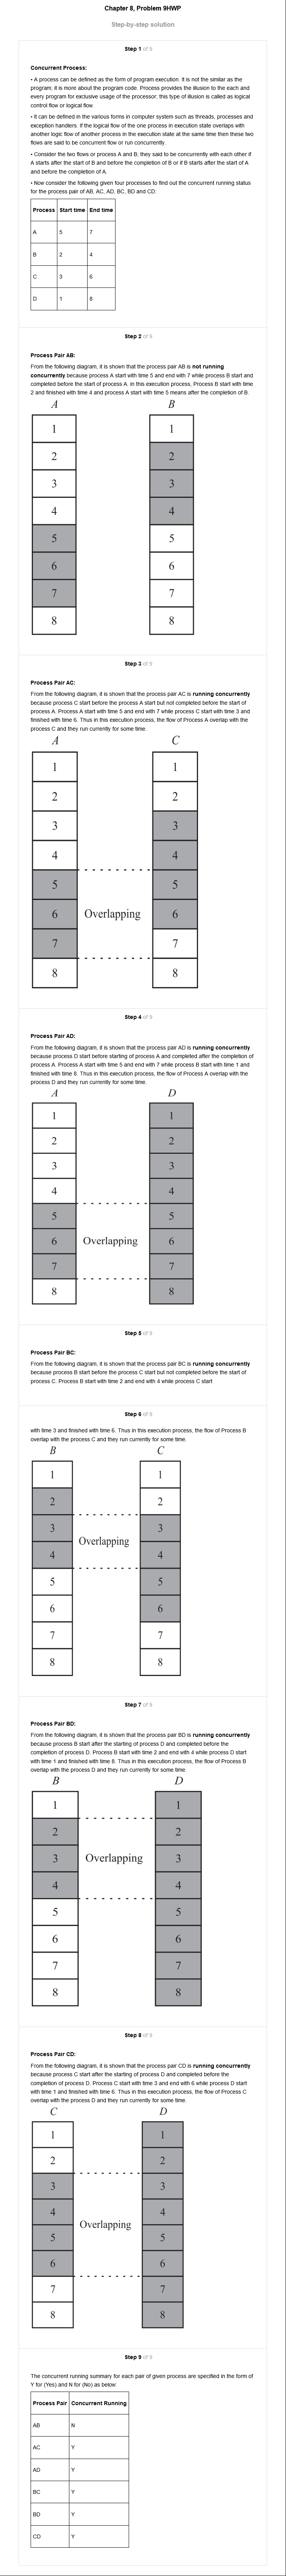 Chapter 8, Problem 9HWP
Step-by-step solution
Step 1 of 9
Concurrent Process:
• A process can be defined as the form of program execution. It is not the similar as the
program; it is more about the program code. Process provides the illusion to the each and
every program for exclusive usage of the processor; this type of illusion is called as logical
control flow or logical flow.
• It can be defined in the various forms in computer system such as threads, processes and
exception handlers. If the logical flow of the one process in execution state overlaps with
another logic flow of another process in the execution state at the same time then these two
flows are said to be concurrent flow or run concurrently.
• Consider the two flows or process A and B; they said to be concurrently with each other if
A starts after the start of B and before the completion of B or if B starts after the start of A
and before the completion of A.
• Now consider the following given four processes to find out the concurrent running status
for the process pair of AB, AC, AD, BC, BD and CD:
Process Start time End time
A 5 7
B 2 4
C 3 6
D 1 8
Step 2 of 9
Process Pair AB:
From the following diagram, it is shown that the process pair AB is not running
concurrently because process A start with time 5 and end with 7 while process B start and
completed before the start of process A. In this execution process, Process B start with time
2 and finished with time 4 and process A start with time 5 means after the completion of B.
A B
1 1
2 2
3 3
4 4
5 5
6 6
7 7
8 8
Step 3 of 9
Process Pair AC:
From the following diagram, it is shown that the process pair AC is running concurrently
because process C start before the process A start but not completed before the start of
process A. Process A start with time 5 and end with 7 while process C start with time 3 and
finished with time 6. Thus in this execution process, the flow of Process A overlap with the
process C and they run currently for some time.
A C
1 1
2 2
3 3
4 4
5 5
6 Overlapping 6
7 7
8 8
Step 4 of 9
Process Pair AD:
From the following diagram, it is shown that the process pair AD is running concurrently
because process D start before starting of process A and completed after the completion of
process A. Process A start with time 5 and end with 7 while process B start with time 1 and
finished with time 8. Thus in this execution process, the flow of Process A overlap with the
process D and they run currently for some time.
A D
1 1
2 2
3 3
4 4
5 5
6 Overlapping 6
7 7
8 8
Step 5 of 9
Process Pair BC:
From the following diagram, it is shown that the process pair BC is running concurrently
because process B start before the process C start but not completed before the start of
process C. Process B start with time 2 and end with 4 while process C start
Step 6 of 9
with time 3 and finished with time 6. Thus in this execution process, the flow of Process B
overlap with the process C and they run currently for some time.
B C
1 1
2 2
3 3
Overlapping
4 4
5 5
6 6
7 7
8 8
Step 7 of 9
Process Pair BD:
From the following diagram, it is shown that the process pair BD is running concurrently
because process B start after the starting of process D and completed before the
completion of process D. Process B start with time 2 and end with 4 while process D start
with time 1 and finished with time 8. Thus in this execution process, the flow of Process B
overlap with the process D and they run currently for some time.
B D
1 1
2 2
3 Overlapping 3
4 4
5 5
6 6
7 7
8 8
Step 8 of 9
Process Pair CD:
From the following diagram, it is shown that the process pair CD is running concurrently
because process C start after the starting of process D and completed before the
completion of process D. Process C start with time 3 and end with 6 while process D start
with time 1 and finished with time 6. Thus in this execution process, the flow of Process C
overlap with the process D and they run currently for some time.
C D
1 1
2 2
3 3
4 4
Overlapping
5 5
6 6
7 7
8 8
Step 9 of 9
The concurrent running summary for each pair of given process are specified in the form of
Y for (Yes) and N for (No) as below:
Process Pair Concurrent Running
AB N
AC Y
AD Y
BC Y
BD Y
CD Y